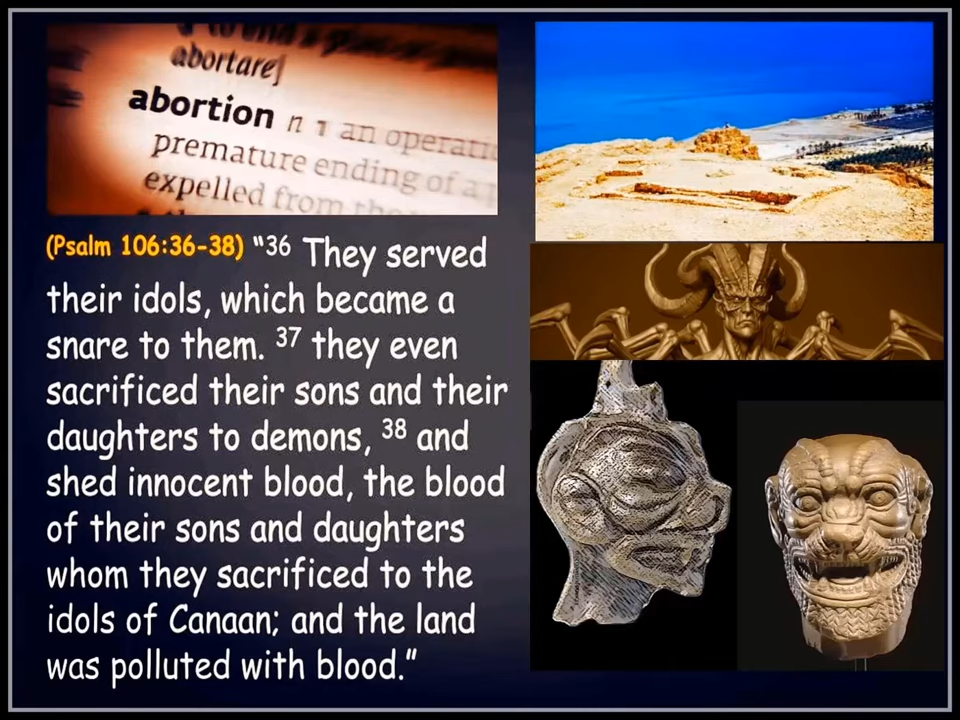 abortare]
abortion n 1 an operati
premature ending of a
expelled from the
(Psalm 106:36-38) “36 They served
their idols, which became a
snare to them. 37 they even
sacrificed their sons and their
daughters to demons, 38 and
shed innocent blood, the blood
of their sons and daughters
whom they sacrificed to the
idols of Canaan; and the land
was polluted with blood.”